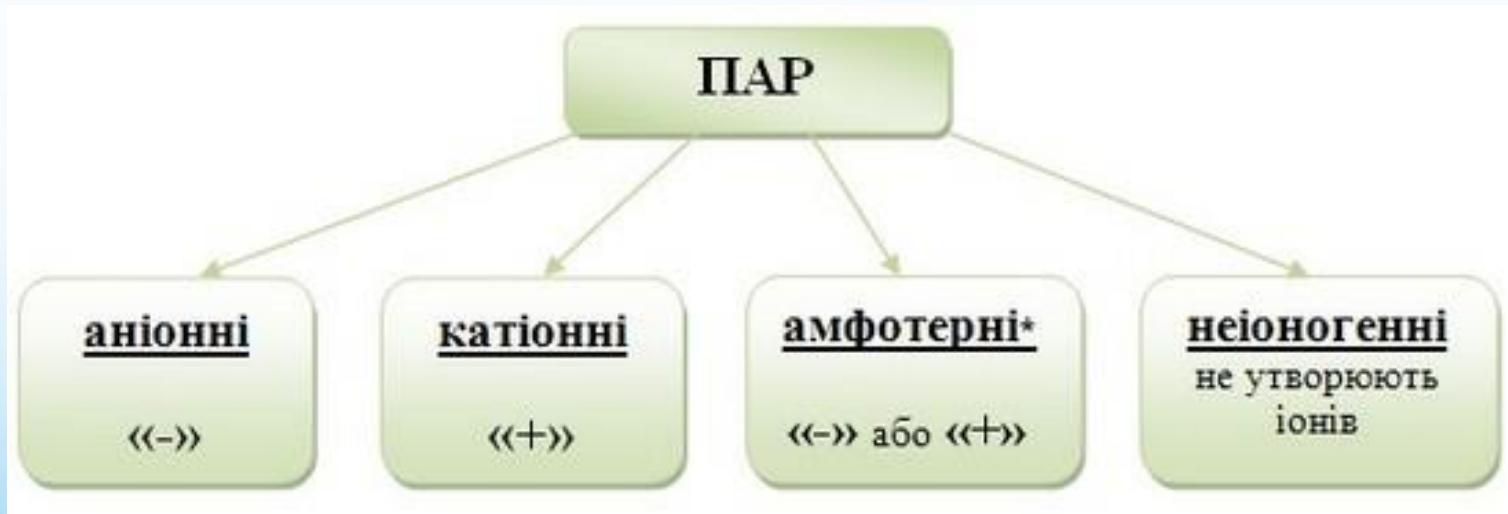 ПАР
аніонні
«-»
катіонні
«+»
амфотерні*
«-» або «+»
неіоногенні
не утворюють
іонів